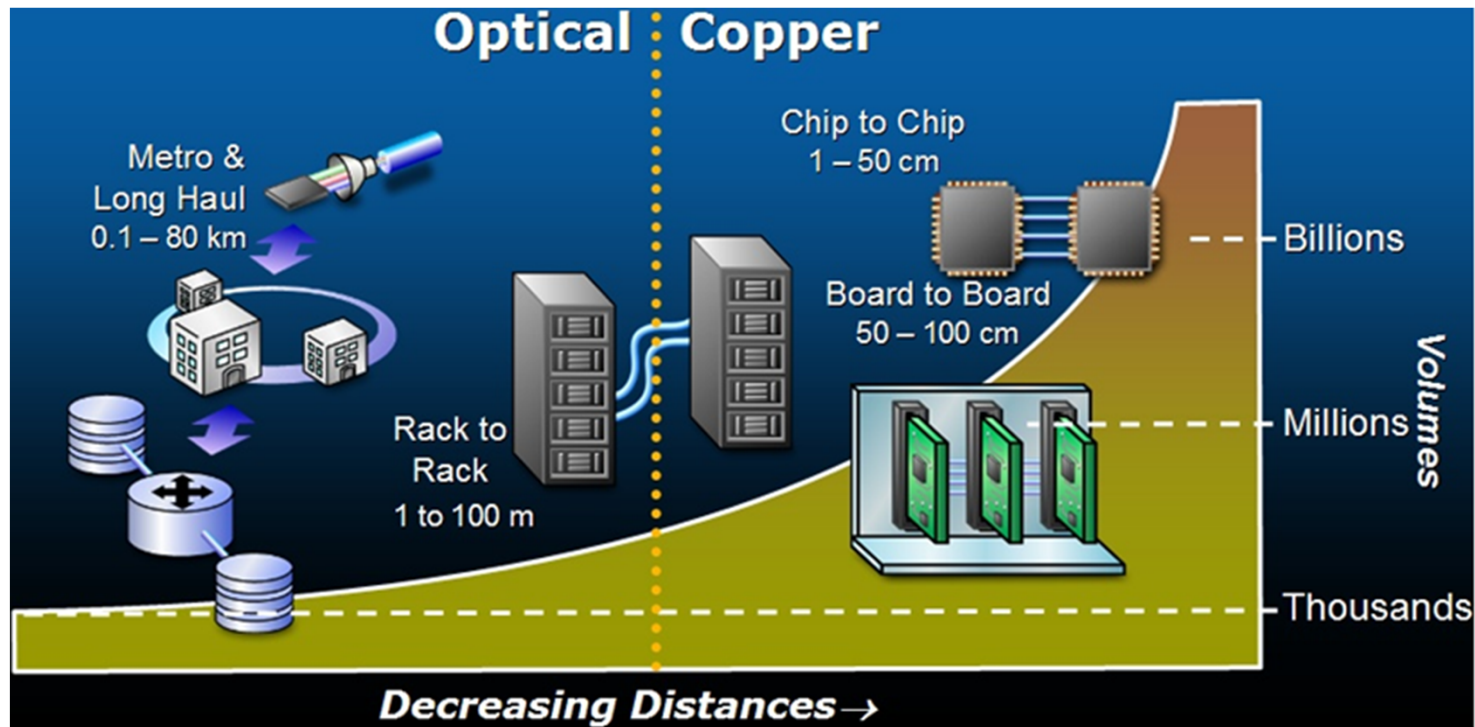 Optical Copper
Metro &
Long Haul
0.1 – 80 km
Rack to
Rack
1 to 100 m
Chip to Chip
1 – 50 cm
Board to Board
50 – 100 cm
Billions
Millions
Thousands
Volumes
Decreasing Distances→